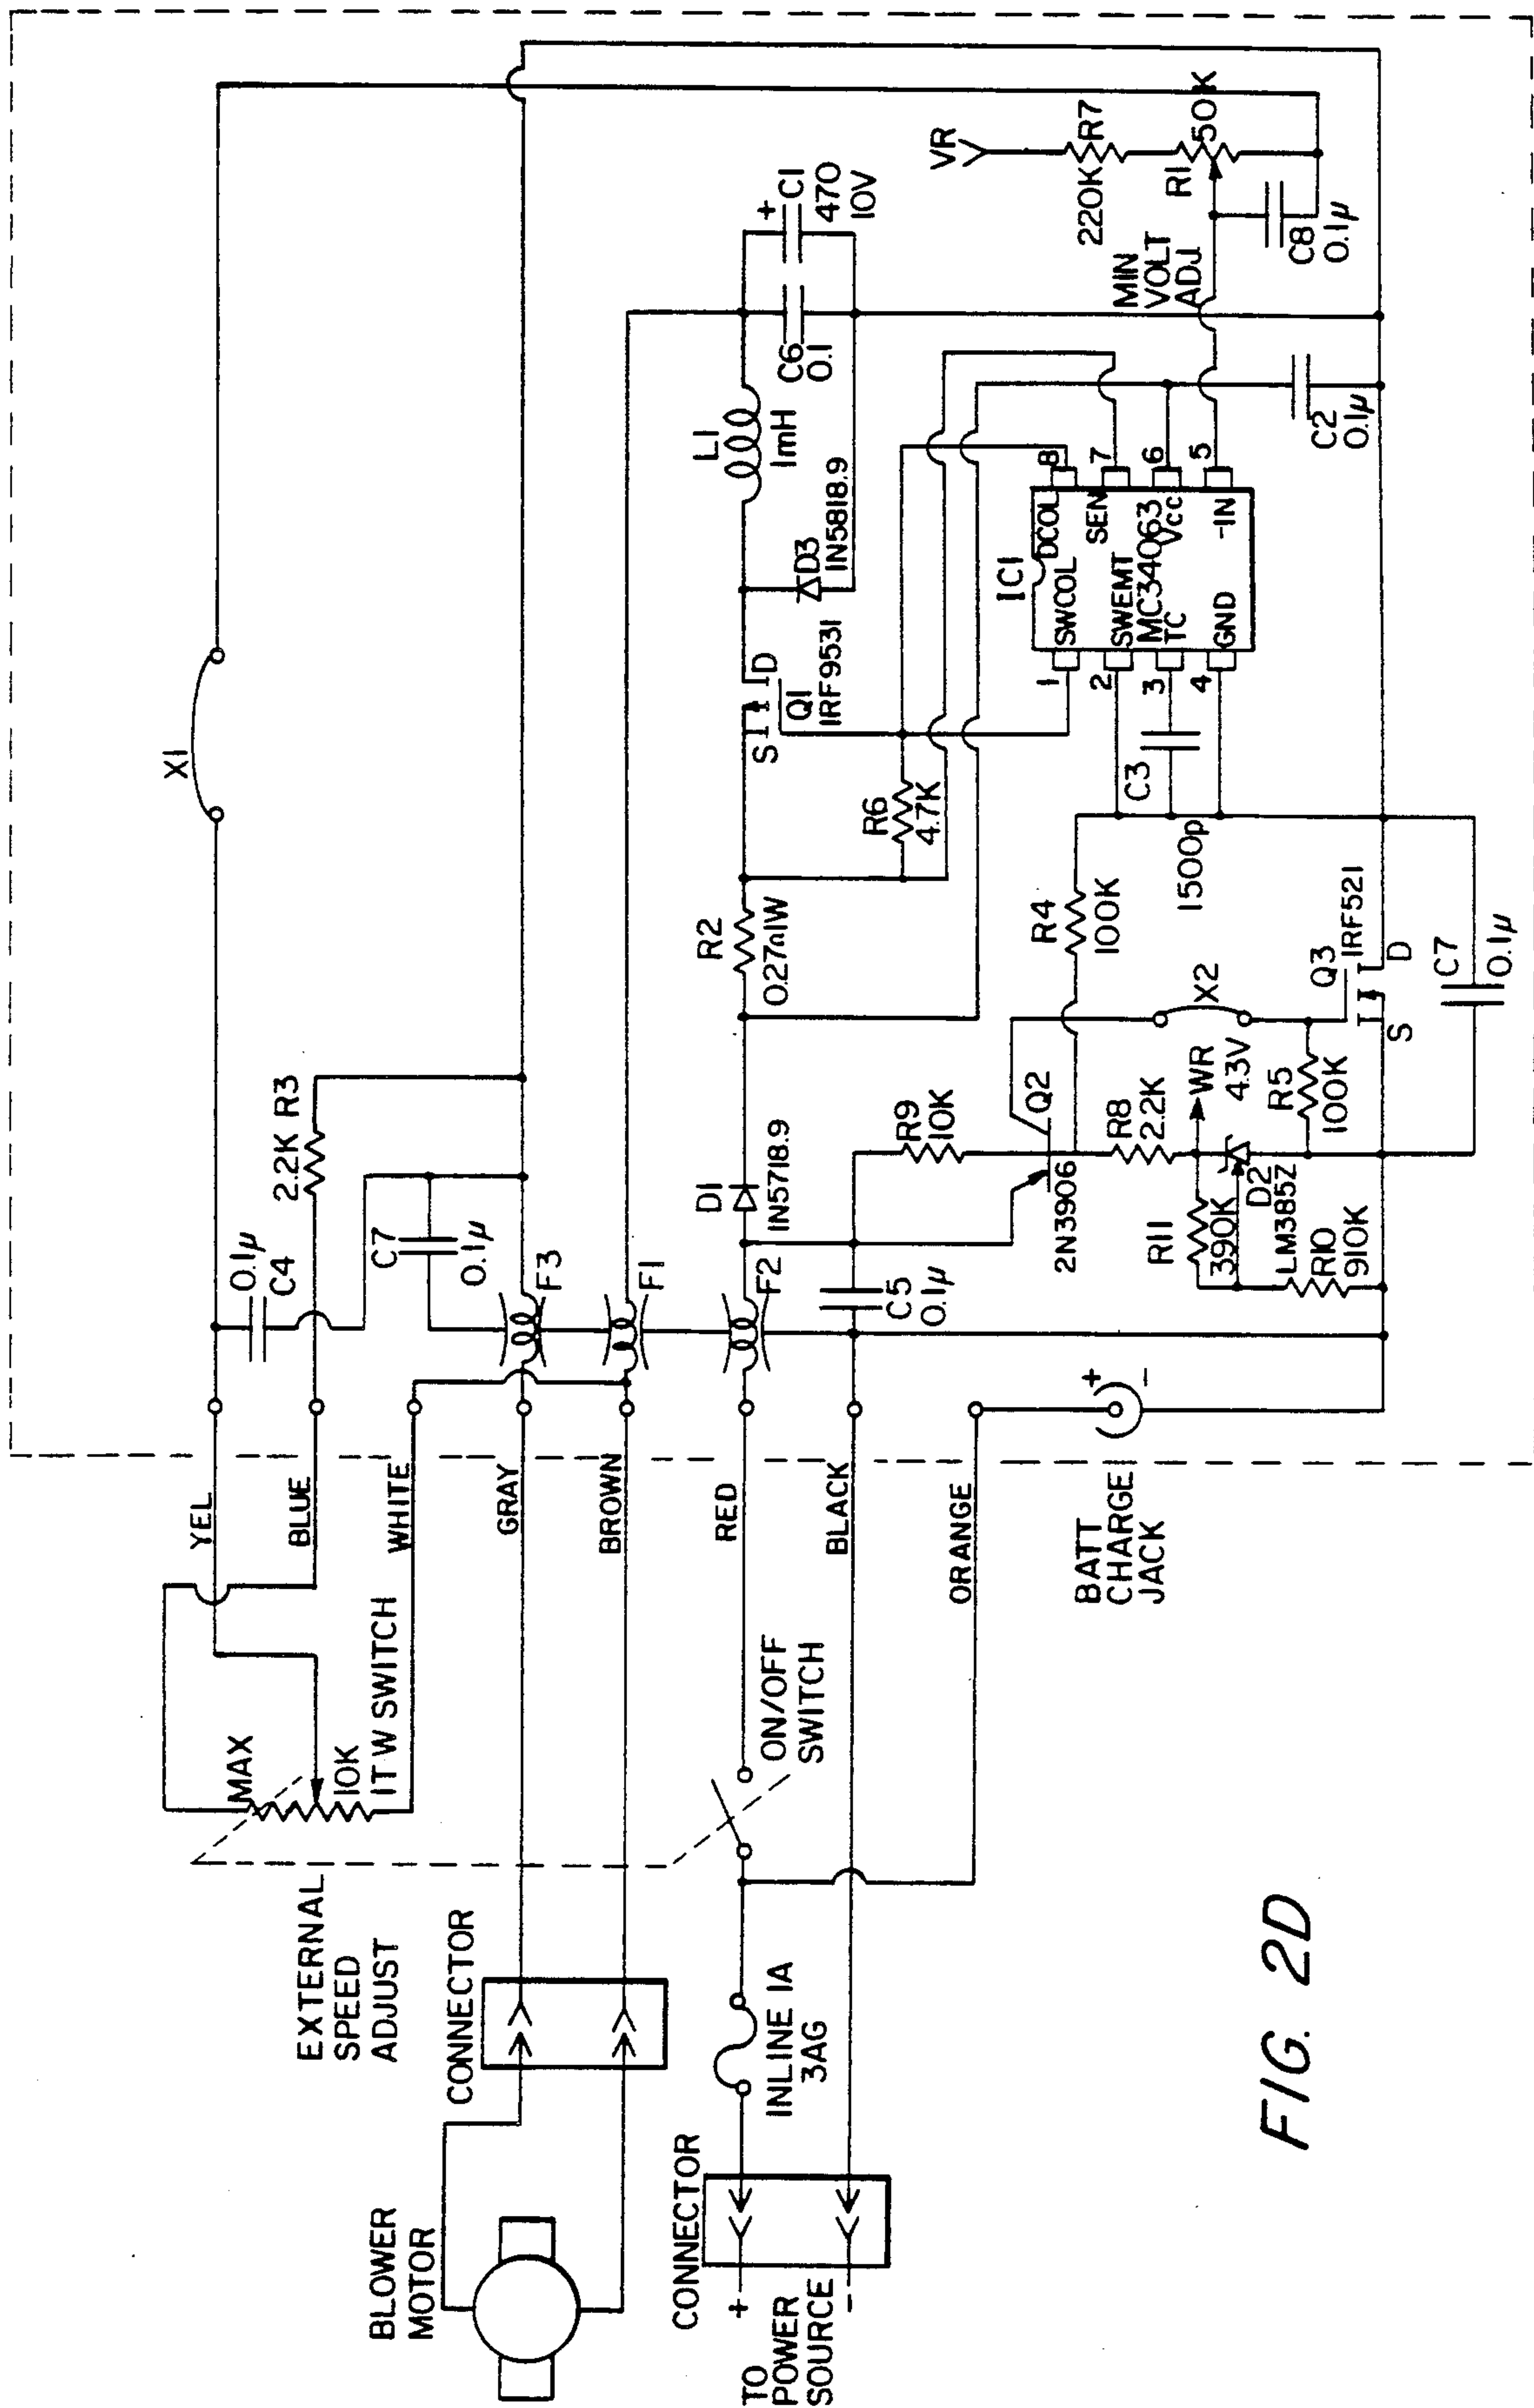 X1
YEL
0.1μ
C4
BLUE
2.2K R3
MAX
10K
1T W SWITCH
WHITE
C7
0.1μ
EXTERNAL
SPEED
ADJUST
CONNECTOR
GRAY
F3
BLOWER
MOTOR
BROWN
F1
CONNECTOR
+
TO
POWER
SOURCE
-
INLINE 1A
3AG
ON/OFF
SWITCH
RED
F2
D1
IN5718.9
R2
0.27Ω1W
S
D
Q1
IRF9531
L1
1mH
D3
IN5818.9
C6
0.1
+ C1
470
10V
BLACK
C5
0.1μ
R9
10K
R6
4.7K
VR
220K R7
R1 50K
MIN
VOLT
ADJ.
C8
0.1μ
ORANGE
BATT
CHARGE
JACK
+
-
2N3906
Q2
R4
100K
R8
2.2K
WR
4.3V
X2
R11
390K
D2
LM385Z
R10
910K
R5
100K
Q3
IRF521
S
D
C7
0.1μ
C3
1500p
IC1
1 SWCOL DCOL 8
2 SWEMT SEN 7
MC34063
3 TC Vcc 6
4 GND -IN 5
C2
0.1μ
FIG. 2D